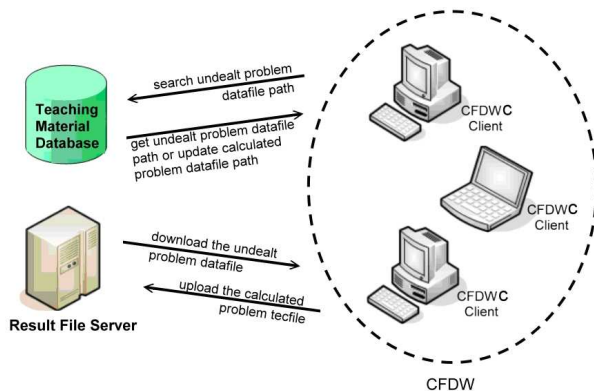 search undealt problem
datafile path
Teaching
Material
Database
get undealt problem datafile
path or update calculated
problem datafile path
CFDWC
Client
CFDWC
Client
download the undealt
problem datafile
upload the calculated
problem tecfile
CFDWC
Client
Result File Server
CFDW